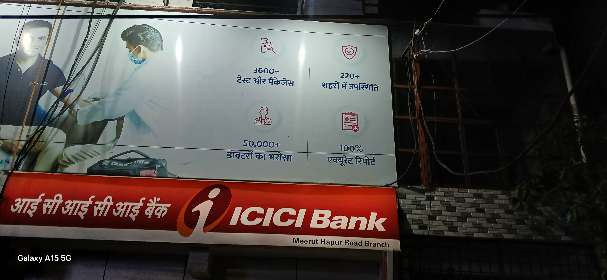 3600+
टेस्ट और पैकेजेस
220+
शहरों में उपस्थिति
50,000+
डॉक्टरों का भरोसा
100%
एक्यूरेट रिपोर्ट
आई सी आई सी आई बैंक
ICICI Bank
Meerut Hapur Road Branch
Galaxy A15 5G